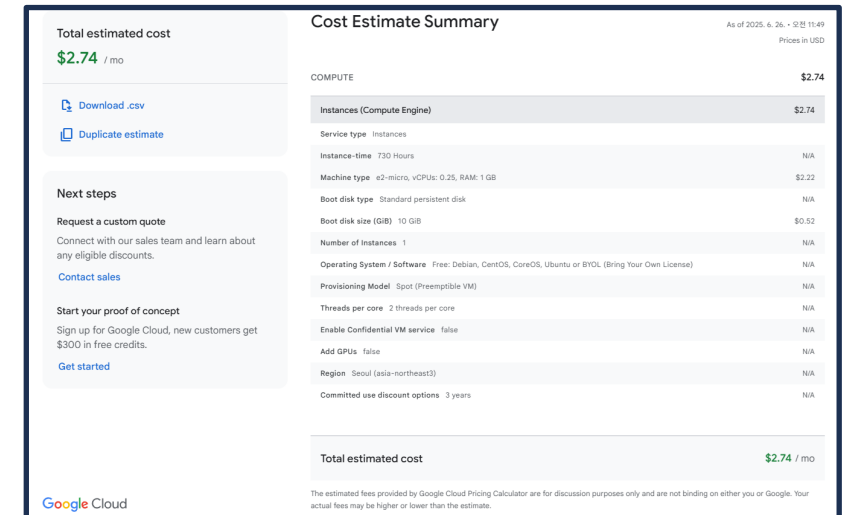 Total estimated cost
$2.74 / mo
Download .csv
Duplicate estimate
Next steps
Request a custom quote
Connect with our sales team and learn about
any eligible discounts.
Contact sales
Start your proof of concept
Sign up for Google Cloud, new customers get
$300 in free credits.
Get started
Google Cloud
Cost Estimate Summary
As of 2025. 6. 26. • 오전 11:49
Prices in USD
COMPUTE $2.74
Instances (Compute Engine) $2.74
Service type Instances
Instance-time 730 Hours N/A
Machine type e2-micro, vCPUs: 0.25, RAM: 1 GB $2.22
Boot disk type Standard persistent disk N/A
Boot disk size (GiB) 10 GiB $0.52
Number of Instances 1 N/A
Operating System / Software Free: Debian, CentOS, CoreOS, Ubuntu or BYOL (Bring Your Own License) N/A
Provisioning Model Spot (Preemptible VM) N/A
Threads per core 2 threads per core N/A
Enable Confidential VM service false N/A
Add GPUs false N/A
Region Seoul (asia-northeast3) N/A
Committed use discount options 3 years N/A
Total estimated cost $2.74 / mo
The estimated fees provided by Google Cloud Pricing Calculator are for discussion purposes only and are not binding on either you or Google. Your
actual fees may be higher or lower than the estimate.